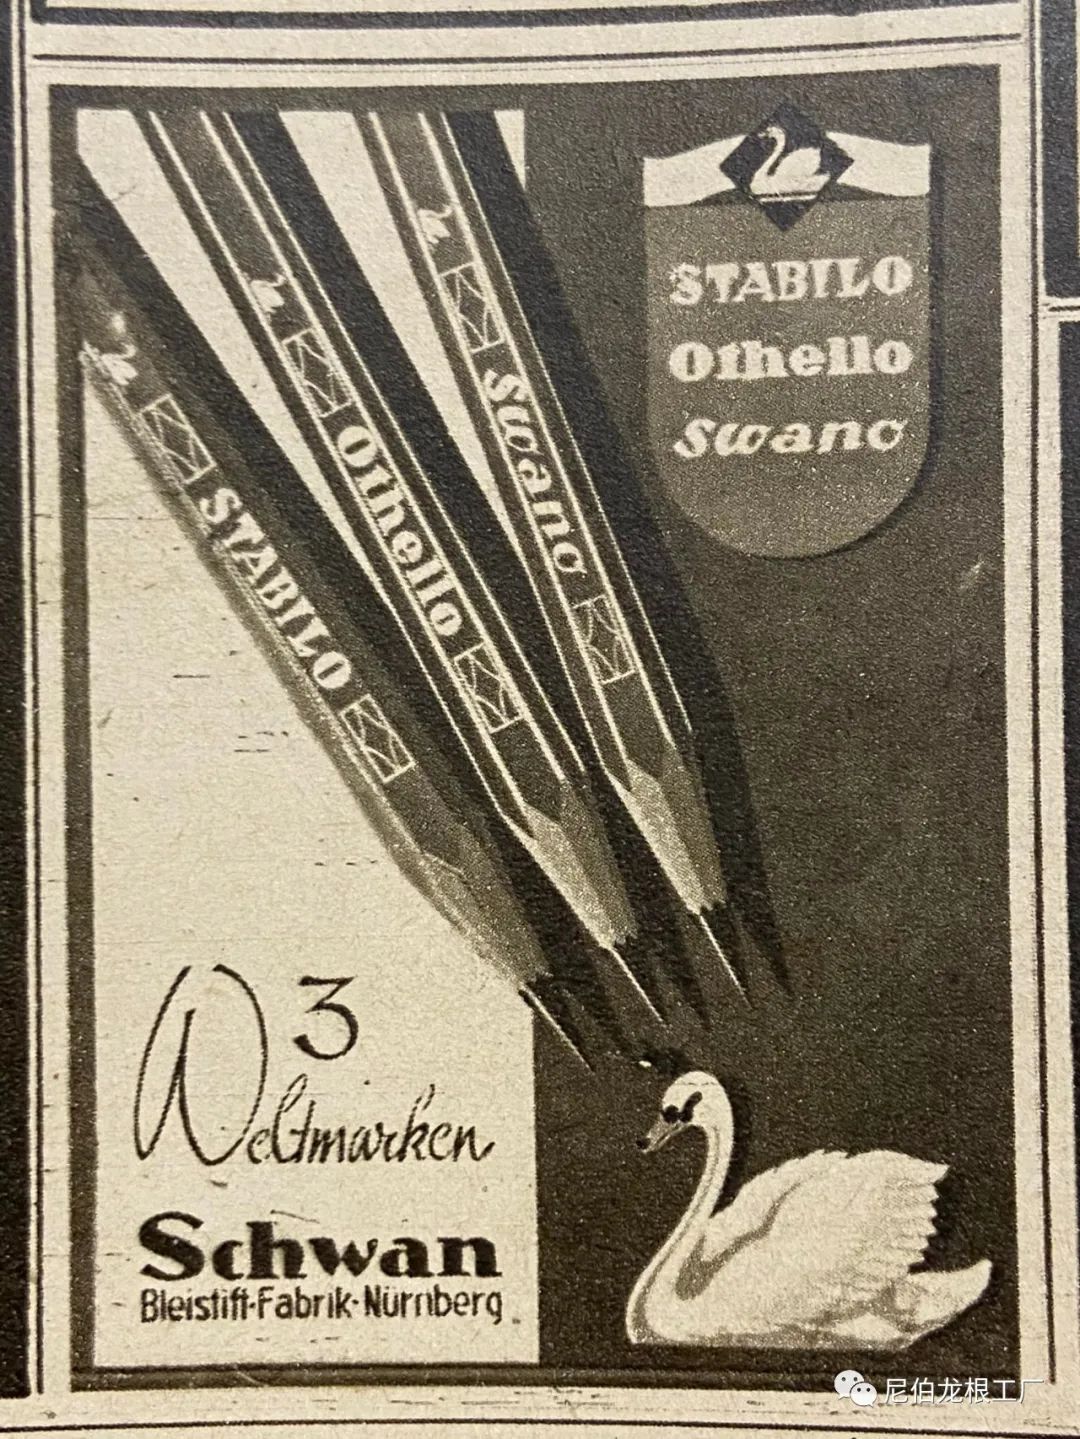 STABILO
Othello
Swano
h
STABILO
h
Othello
h
Swano
3
Weltmarken
Schwan
Bleistift-Fabrik-Nürnberg
尼伯龙根工厂